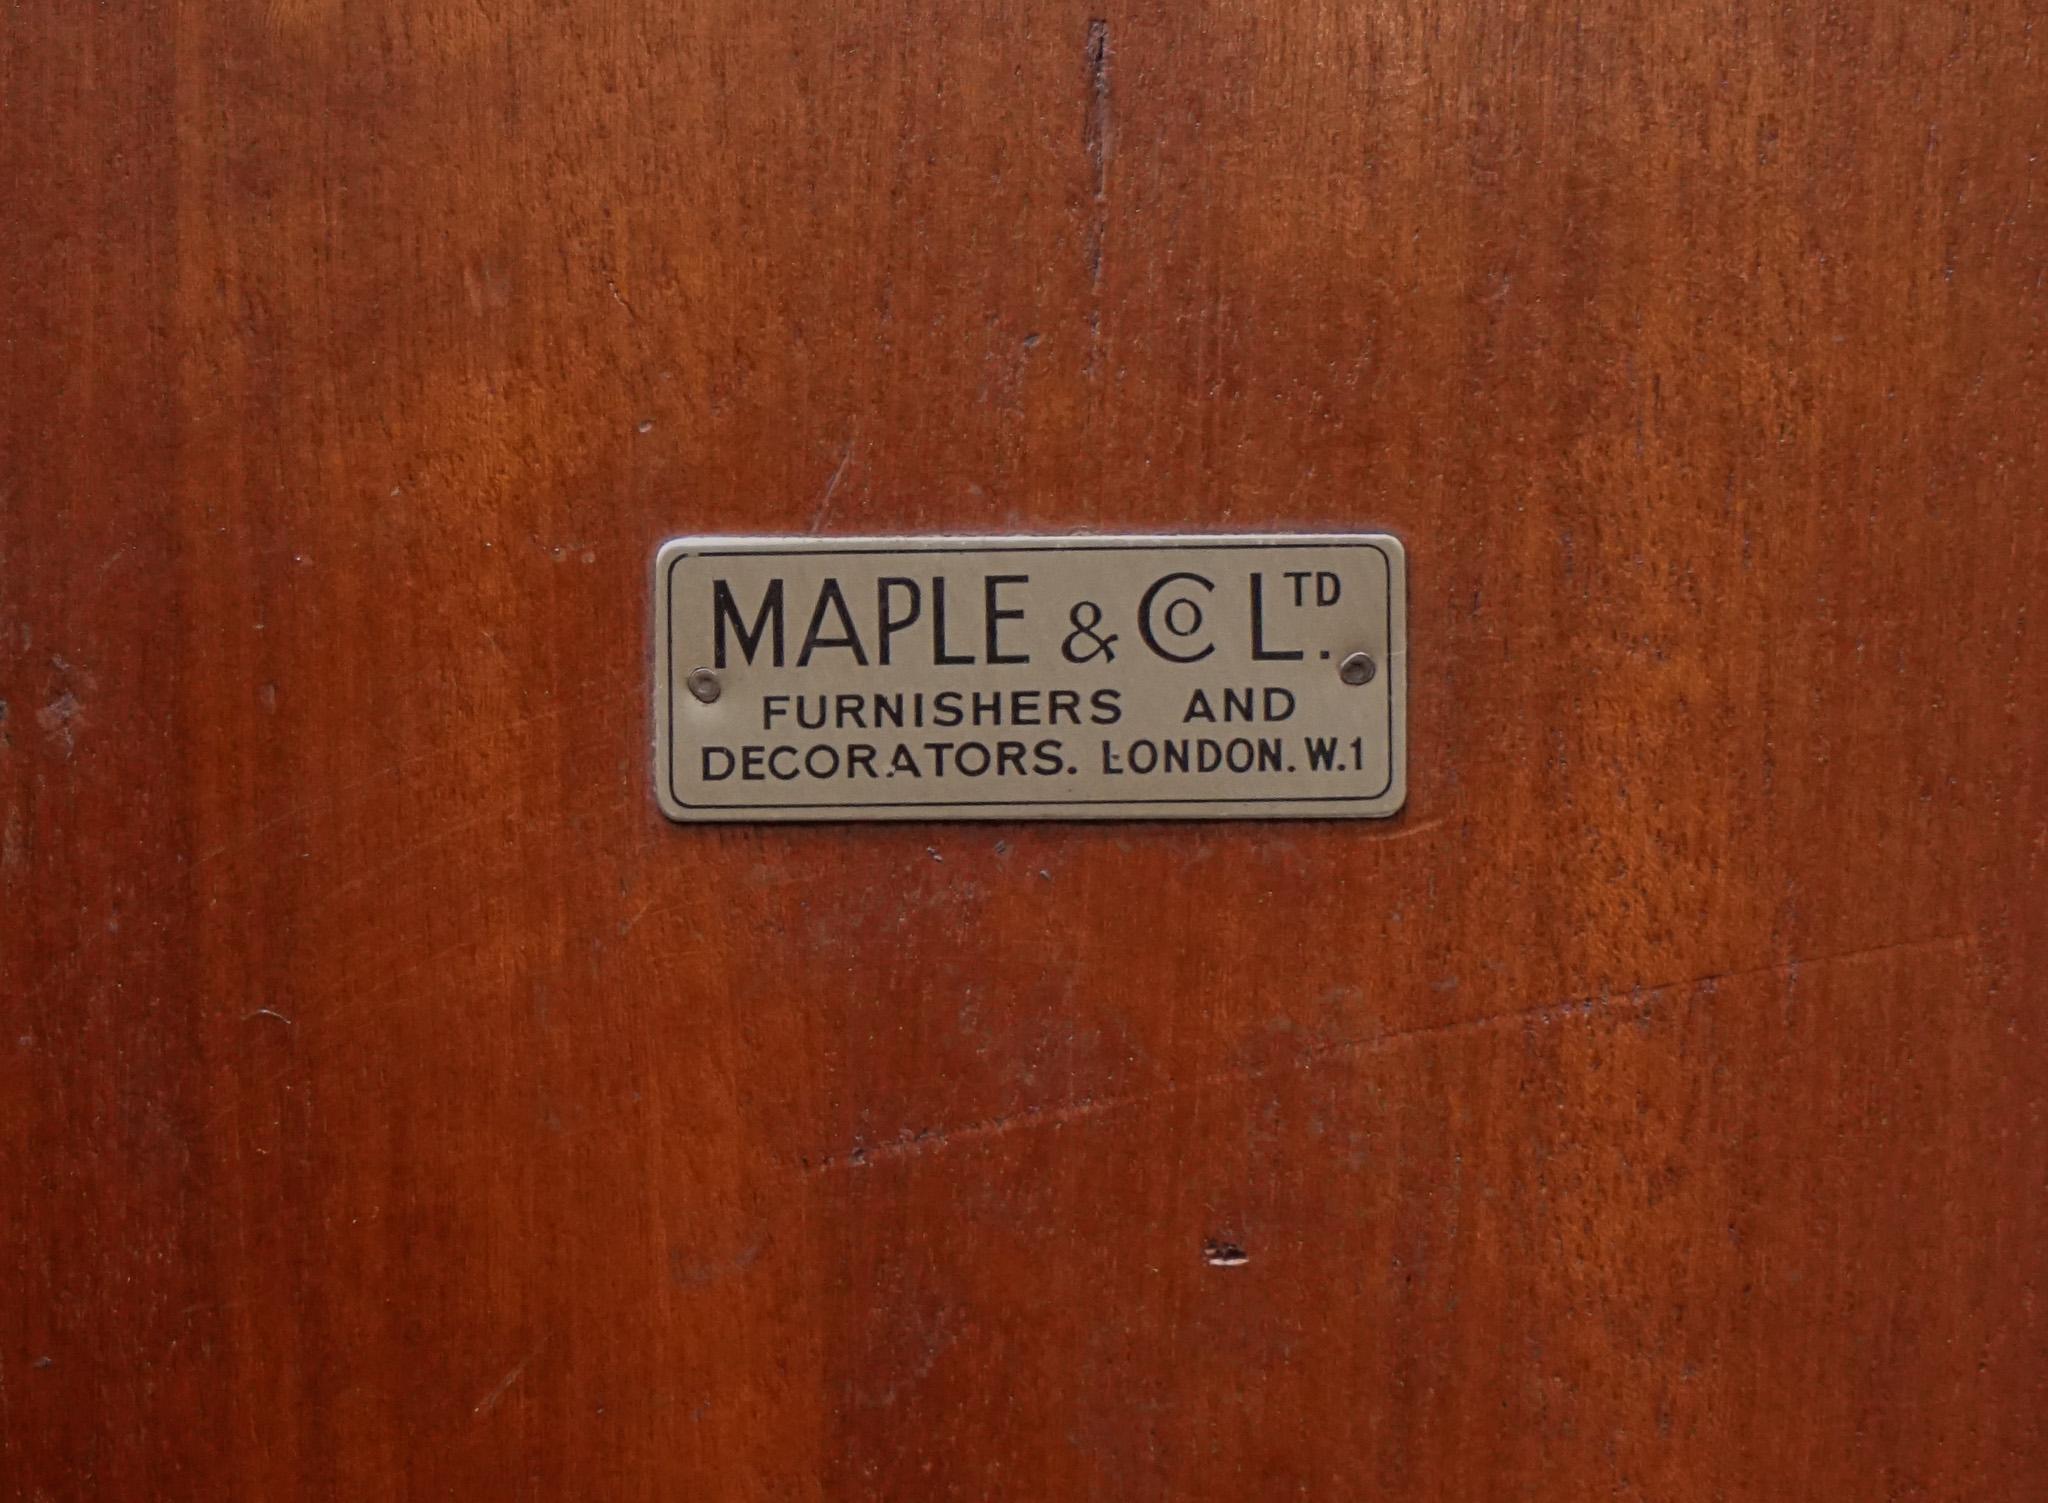 MAPLE & CO LTD.
FURNISHERS AND
DECORATORS. LONDON. W.1